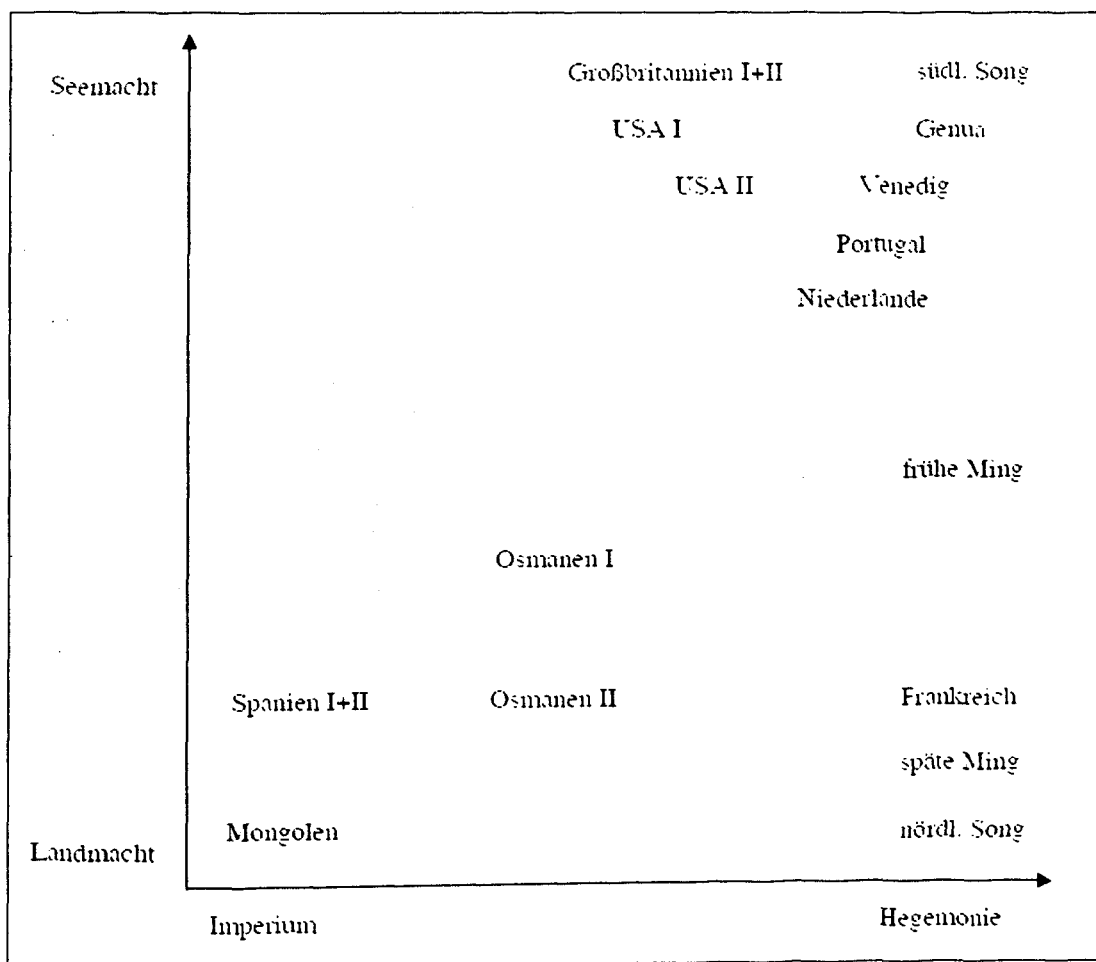 Seemacht
Großbritannien I+II
südl. Song
USA I
Genua
USA II
Venedig
Portugal
Niederlande
frühe Ming
Osmanen I
Spanien I+II
Osmanen II
Frankreich
späte Ming
Mongolen
nördl. Song
Landmacht
Imperium
Hegemonie